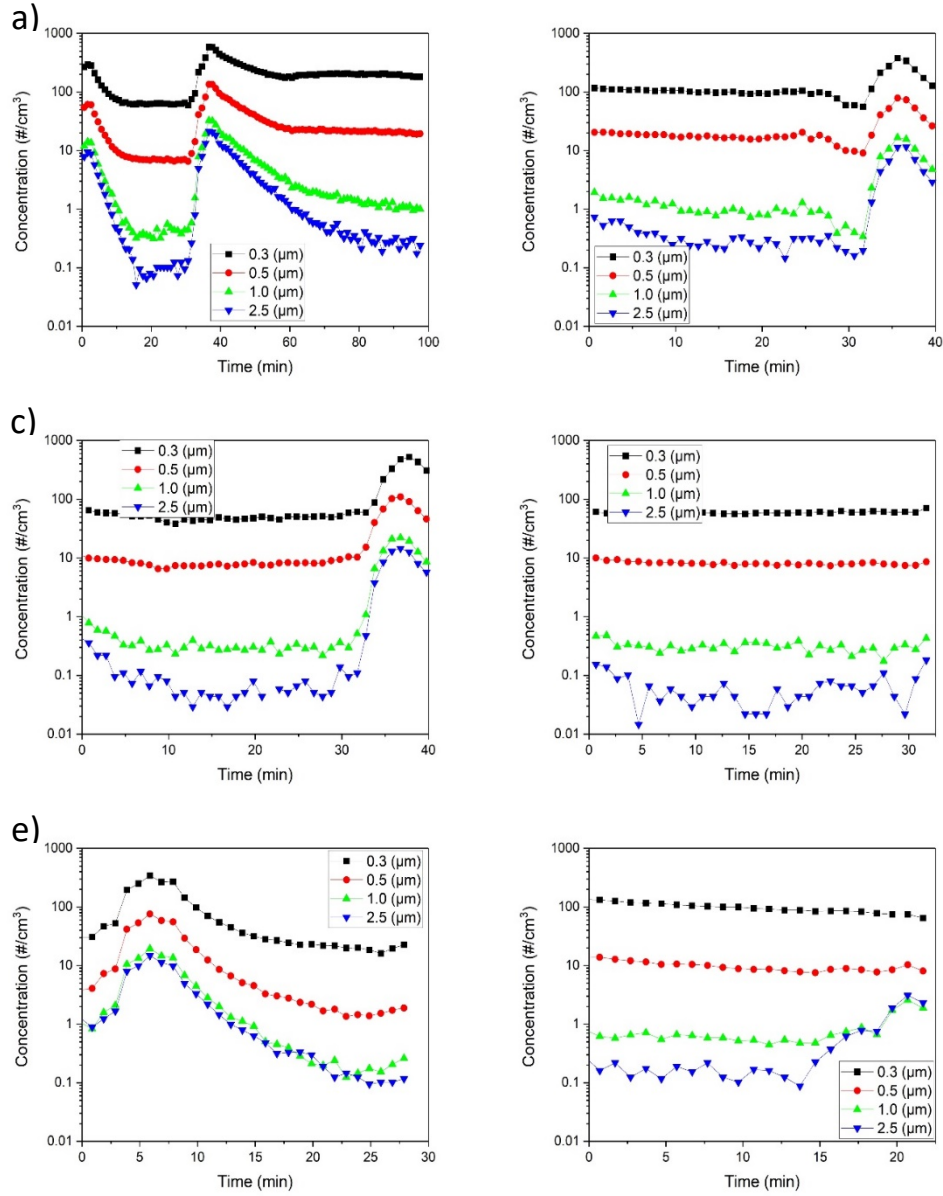 a)
1000
100
10
1
0.1
0.01
Concentration (#/cm³)
0.3 (µm)
0.5 (µm)
1.0 (µm)
2.5 (µm)
0 20 40 60 80 100
Time (min)
1000
100
10
1
0.1
0.01
Concentration (#/cm³)
0.3 (µm)
0.5 (µm)
1.0 (µm)
2.5 (µm)
0 10 20 30 40
Time (min)
c)
1000
100
10
1
0.1
0.01
Concentration (#/cm³)
0.3 (µm)
0.5 (µm)
1.0 (µm)
2.5 (µm)
0 10 20 30 40
Time (min)
1000
100
10
1
0.1
0.01
Concentration (#/cm³)
0.3 (µm)
0.5 (µm)
1.0 (µm)
2.5 (µm)
0 5 10 15 20 25 30
Time (min)
e)
1000
100
10
1
0.1
0.01
Concentration (#/cm³)
0.3 (µm)
0.5 (µm)
1.0 (µm)
2.5 (µm)
0 5 10 15 20 25 30
Time (min)
1000
100
10
1
0.1
0.01
Concentration (#/cm³)
0.3 (µm)
0.5 (µm)
1.0 (µm)
2.5 (µm)
0 5 10 15 20
Time (min)